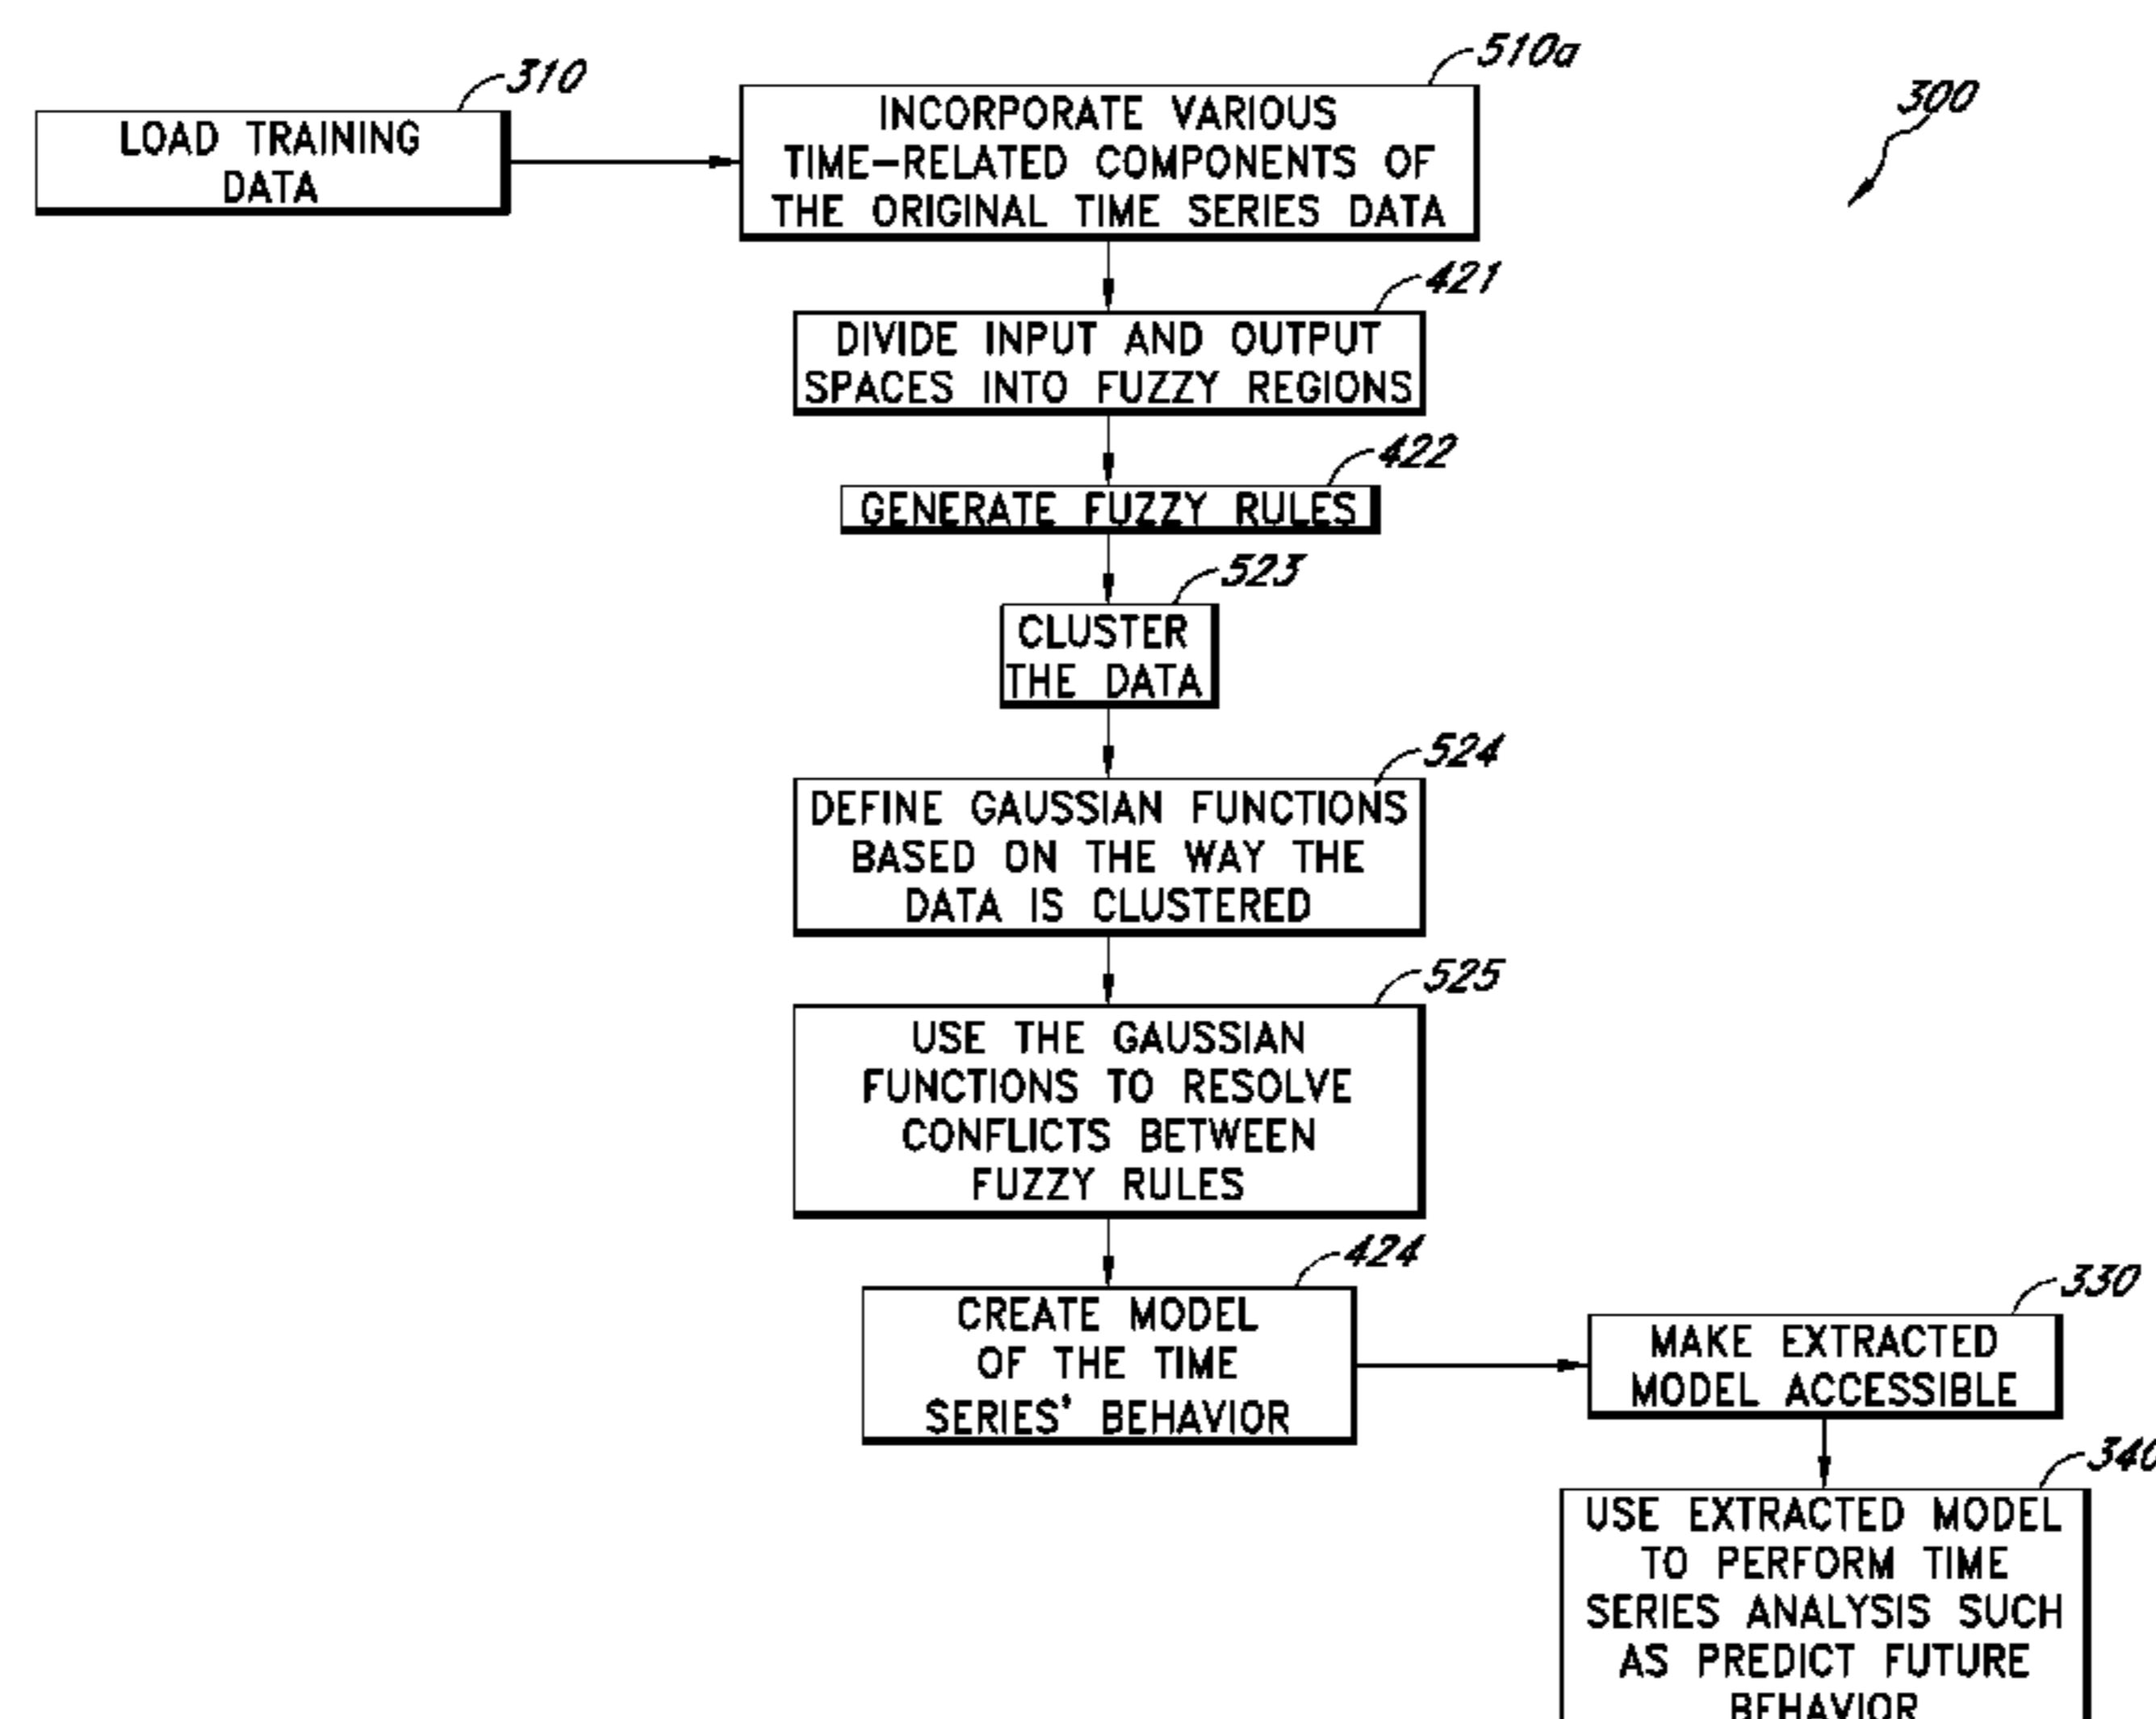 310
LOAD TRAINING
DATA
510a
INCORPORATE VARIOUS
TIME-RELATED COMPONENTS OF
THE ORIGINAL TIME SERIES DATA
300
421
DIVIDE INPUT AND OUTPUT
SPACES INTO FUZZY REGIONS
422
GENERATE FUZZY RULES
523
CLUSTER
THE DATA
524
DEFINE GAUSSIAN FUNCTIONS
BASED ON THE WAY THE
DATA IS CLUSTERED
525
USE THE GAUSSIAN
FUNCTIONS TO RESOLVE
CONFLICTS BETWEEN
FUZZY RULES
424
CREATE MODEL
OF THE TIME
SERIES' BEHAVIOR
330
MAKE EXTRACTED
MODEL ACCESSIBLE
340
USE EXTRACTED MODEL
TO PERFORM TIME
SERIES ANALYSIS SUCH
AS PREDICT FUTURE
BEHAVIOR